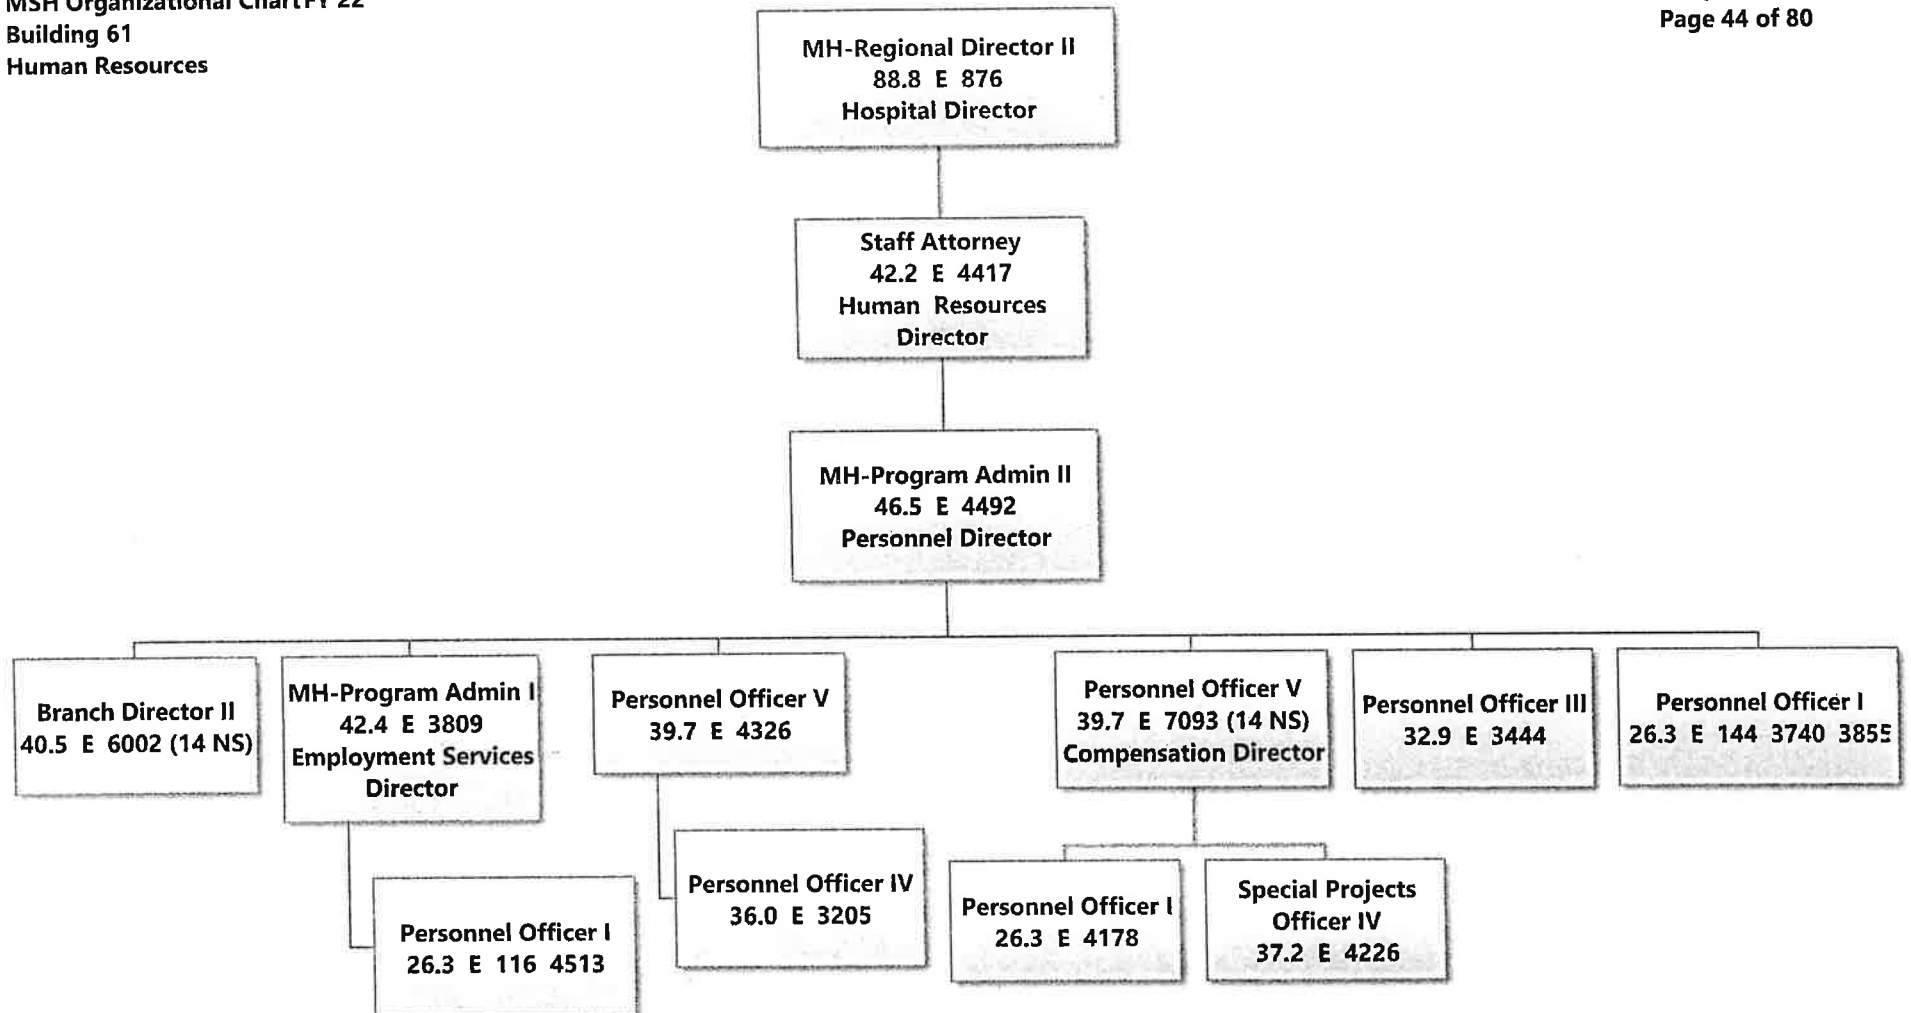 MSH Organizational Chart FY 22
Building 61
Human Resources
Page 44 of 80
MH-Regional Director II
88.8 E 876
Hospital Director
Staff Attorney
42.2 E 4417
Human Resources
Director
MH-Program Admin II
46.5 E 4492
Personnel Director
Branch Director II
40.5 E 6002 (14 NS)
MH-Program Admin I
42.4 E 3809
Employment Services
Director
Personnel Officer V
39.7 E 4326
Personnel Officer V
39.7 E 7093 (14 NS)
Compensation Director
Personnel Officer III
32.9 E 3444
Personnel Officer I
26.3 E 144 3740 3855
Personnel Officer I
26.3 E 116 4513
Personnel Officer IV
36.0 E 3205
Personnel Officer I
26.3 E 4178
Special Projects
Officer IV
37.2 E 4226